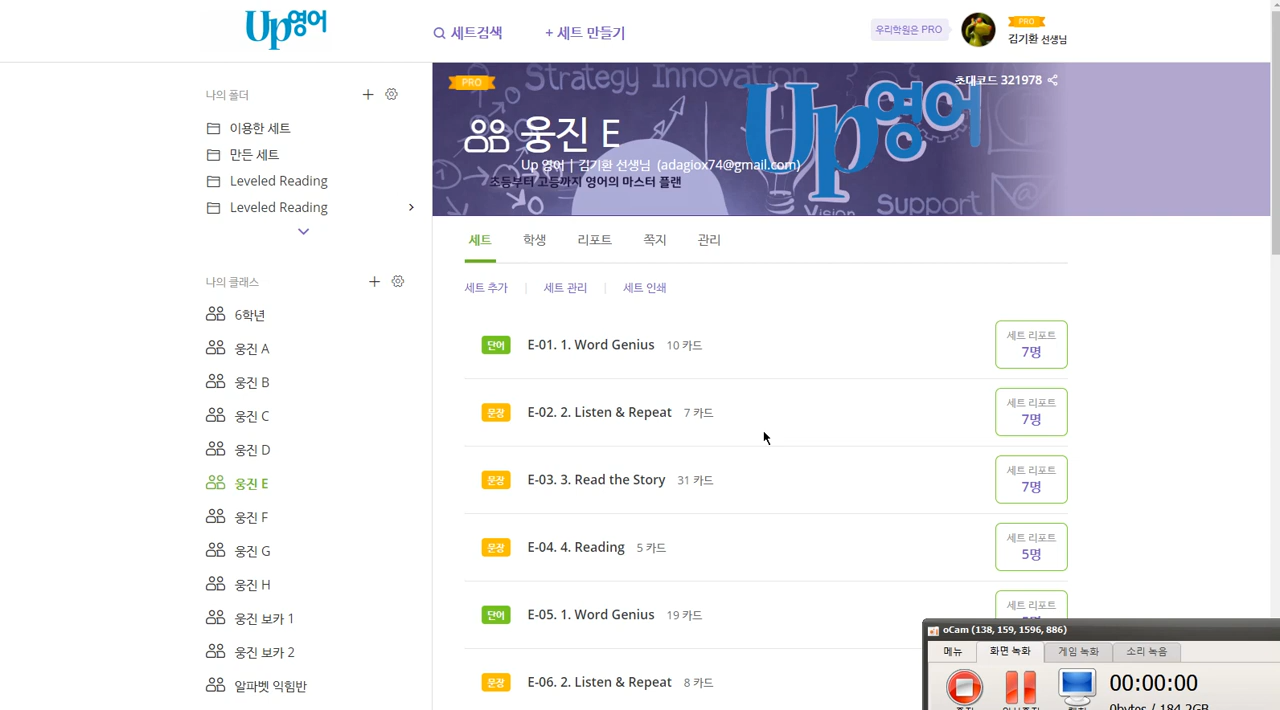 Up영어
세트검색
+ 세트 만들기
우리학원은 PRO
PRO
김기환 선생님
나의 폴더
이용한 세트
만든 세트
Leveled Reading
Leveled Reading
나의 클래스
6학년
웅진 A
웅진 B
웅진 C
웅진 D
웅진 E
웅진 F
웅진 G
웅진 H
웅진 보카 1
웅진 보카 2
알파벳 익힘반
PRO
Strategy Innovation
초대코드 321978
웅진 E
Up영어
Up 영어 | 김기환 선생님 (adagiox74@gmail.com)
초등부터 고등까지 영어의 마스터 플랜
Vision
Support
세트 학생 리포트 쪽지 관리
세트 추가 | 세트 관리 | 세트 인쇄
단어 E-01. 1. Word Genius 10 카드
세트 리포트
7명
문장 E-02. 2. Listen & Repeat 7 카드
세트 리포트
7명
문장 E-03. 3. Read the Story 31 카드
세트 리포트
7명
문장 E-04. 4. Reading 5 카드
세트 리포트
5명
단어 E-05. 1. Word Genius 19 카드
세트 리포트
문장 E-06. 2. Listen & Repeat 8 카드
oCam (138, 159, 1596, 886)
메뉴 화면 녹화 게임 녹화 소리 녹음
00:00:00
0bytes / 184.2GB